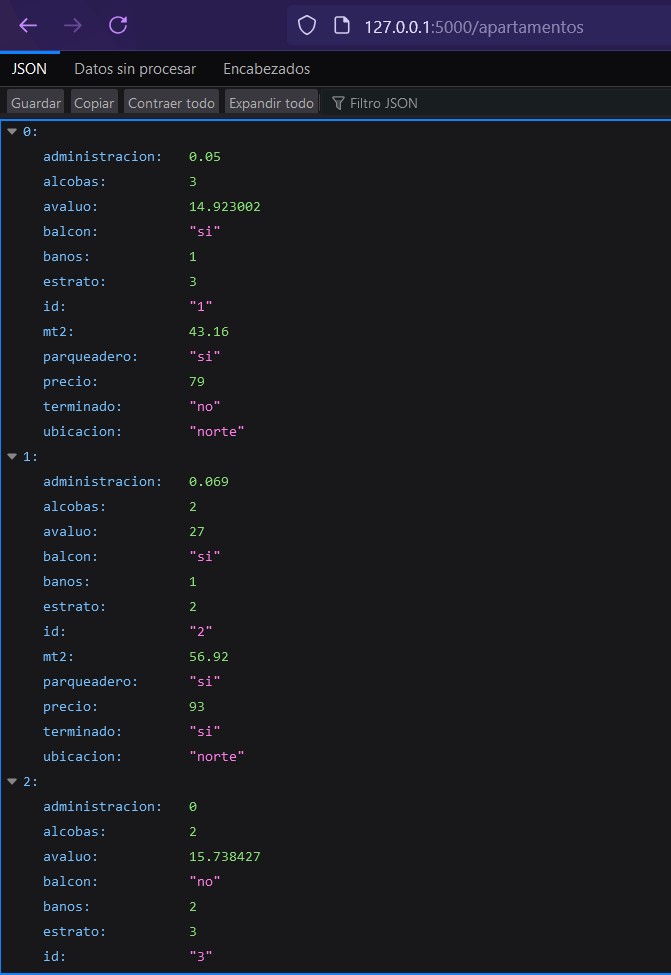 127.0.0.1:5000/apartamentos
JSON Datos sin procesar Encabezados
Guardar Copiar Contraer todo Expandir todo Filtro JSON
0:
administracion: 0.05
alcobas: 3
avaluo: 14.923002
balcon: "si"
banos: 1
estrato: 3
id: "1"
mt2: 43.16
parqueadero: "si"
precio: 79
terminado: "no"
ubicacion: "norte"
1:
administracion: 0.069
alcobas: 2
avaluo: 27
balcon: "si"
banos: 1
estrato: 2
id: "2"
mt2: 56.92
parqueadero: "si"
precio: 93
terminado: "si"
ubicacion: "norte"
2:
administracion: 0
alcobas: 2
avaluo: 15.738427
balcon: "no"
banos: 2
estrato: 3
id: "3"